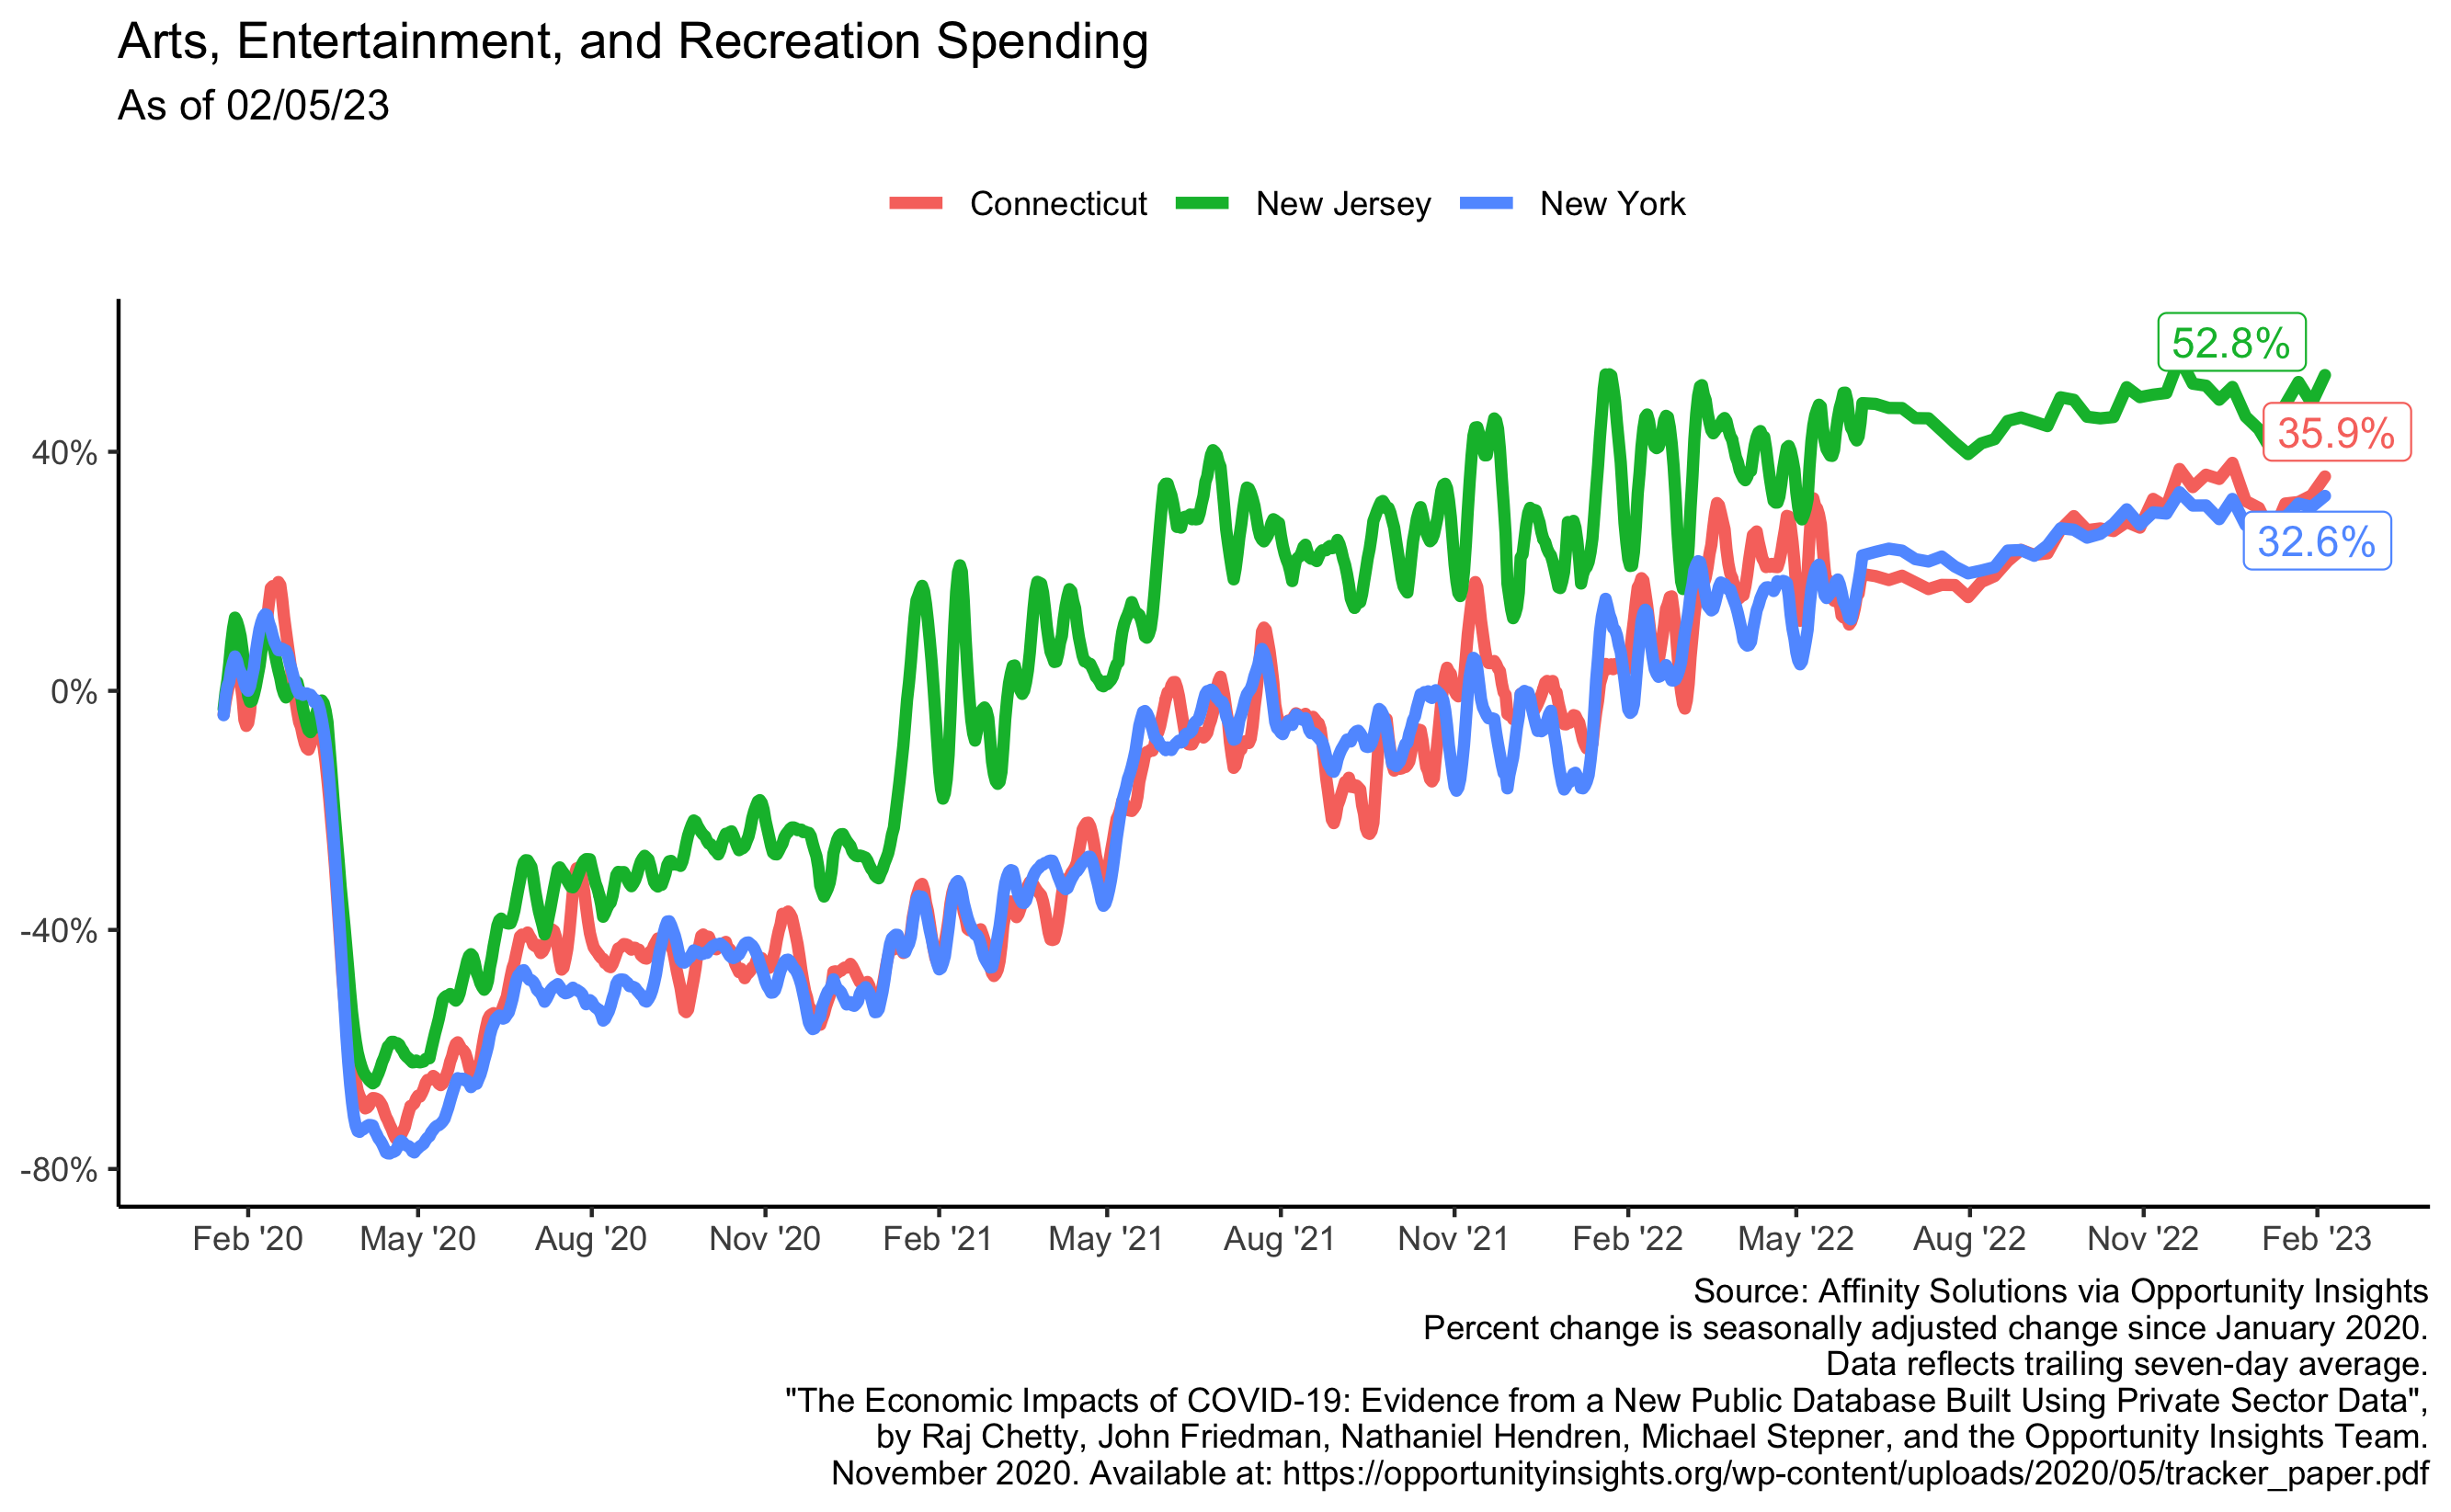 Arts, Entertainment, and Recreation Spending
As of 02/05/23
Connecticut New Jersey New York
52.8%
40%
35.9%
32.6%
0%
-40%
-80%
Feb '20 May '20 Aug '20 Nov '20 Feb '21 May '21 Aug '21 Nov '21 Feb '22 May '22 Aug '22 Nov '22 Feb '23
Source: Affinity Solutions via Opportunity Insights
Percent change is seasonally adjusted change since January 2020.
Data reflects trailing seven-day average.
"The Economic Impacts of COVID-19: Evidence from a New Public Database Built Using Private Sector Data",
by Raj Chetty, John Friedman, Nathaniel Hendren, Michael Stepner, and the Opportunity Insights Team.
November 2020. Available at: https://opportunityinsights.org/wp-content/uploads/2020/05/tracker_paper.pdf